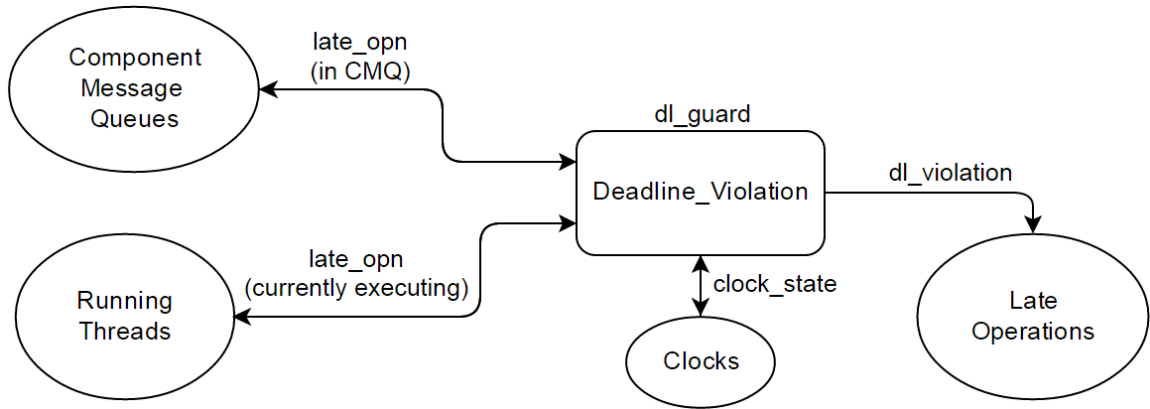 Component
Message
Queues
late_opn
(in CMQ)
dl_guard
Deadline_Violation
dl_violation
late_opn
(currently executing)
clock_state
Running
Threads
Clocks
Late
Operations